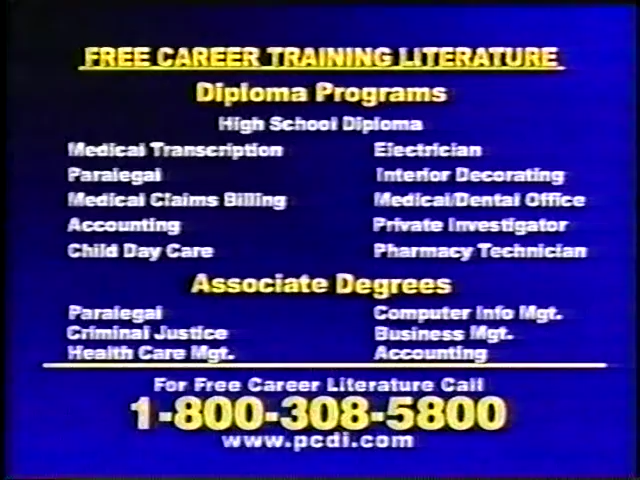 FREE CAREER TRAINING LITERATURE
Diploma Programs
High School Diploma
Medical Transcription Electrician
Paralegal Interior Decorating
Medical Claims Billing Medical/Dental Office
Accounting Private Investigator
Child Day Care Pharmacy Technician
Associate Degrees
Paralegal Computer Info Mgt.
Criminal Justice Business Mgt.
Health Care Mgt. Accounting
For Free Career Literature Call
1-800-308-5800
www.pcdi.com